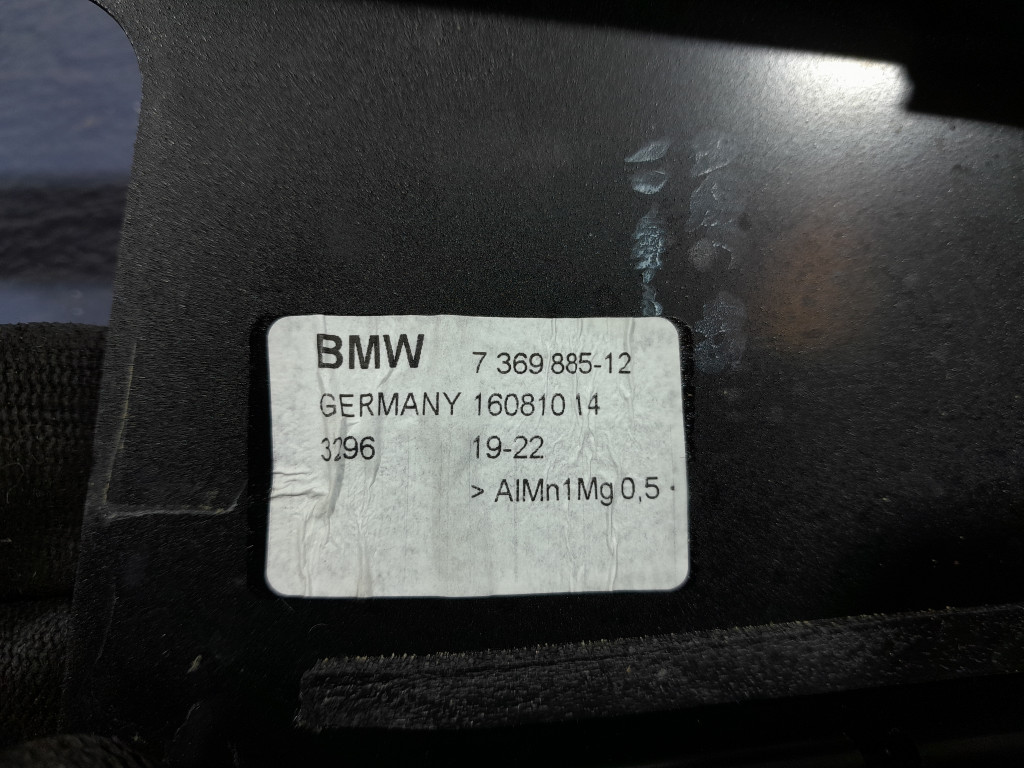 BMW 7 369 885-12
GERMANY 16081014
3296 19-22
> AlMn1Mg 0,5 ·